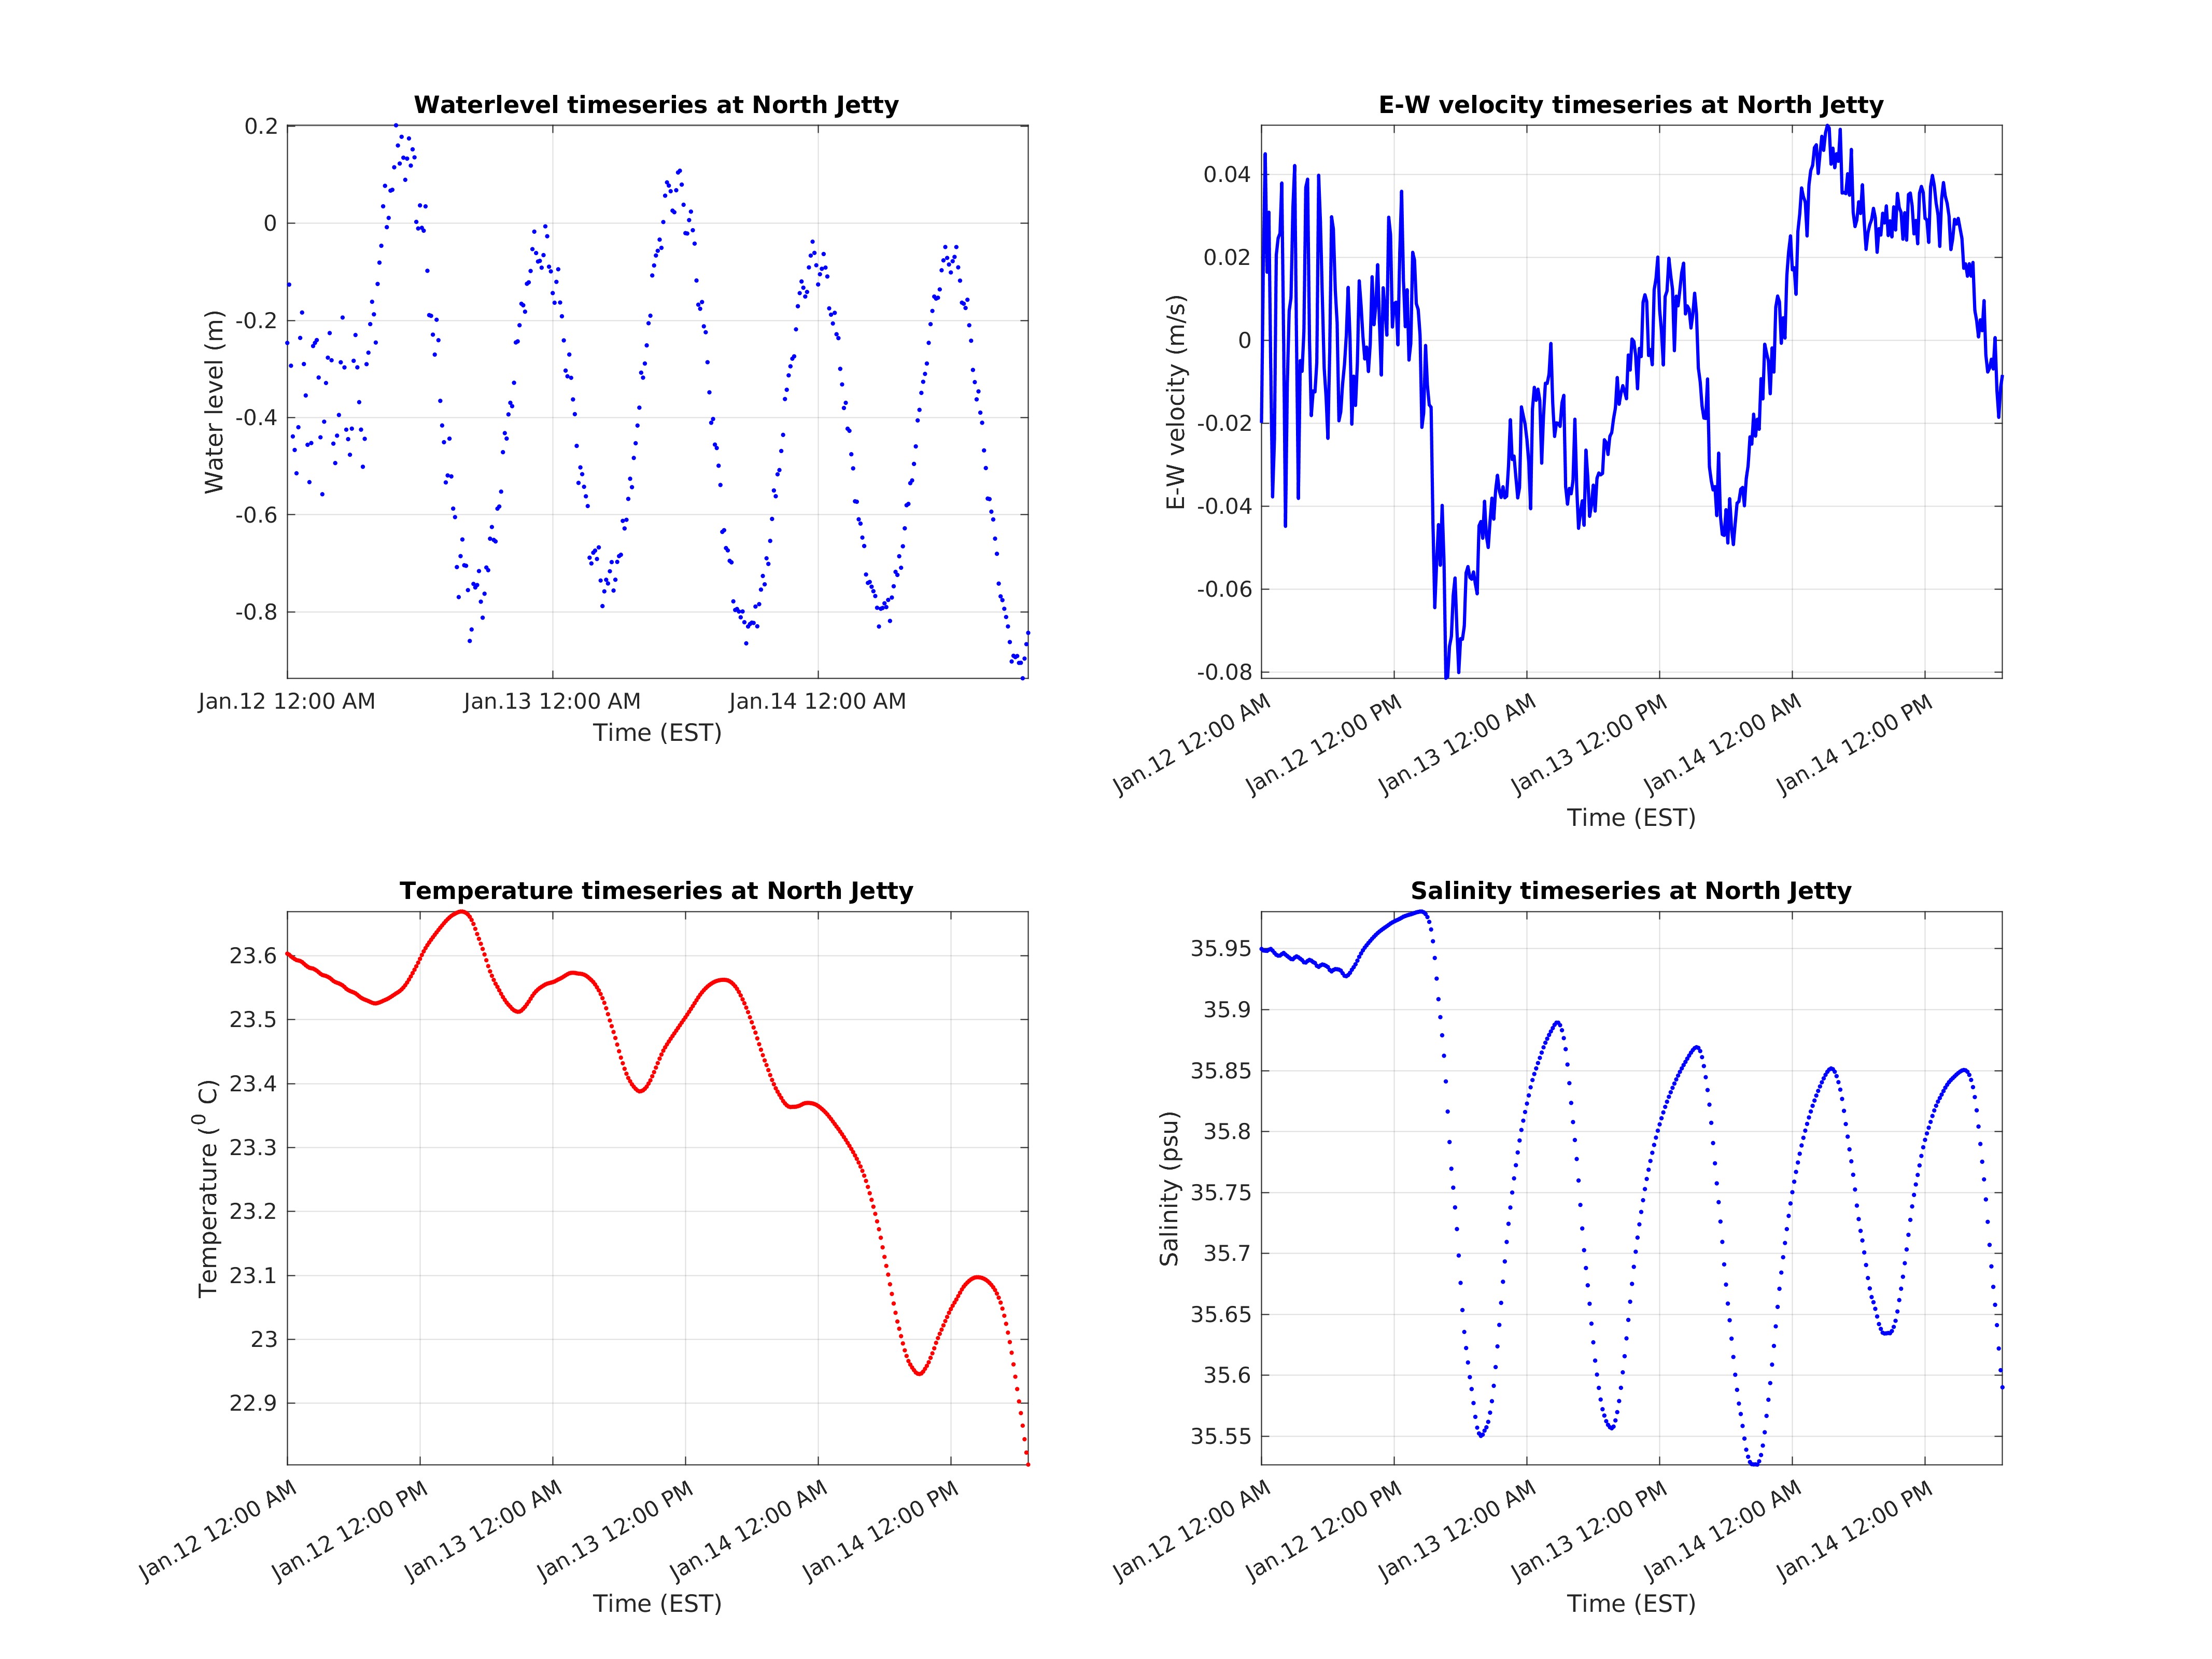 Waterlevel timeseries at North Jetty
0.2
0
-0.2
-0.4
-0.6
-0.8
Water level (m)
Jan.12 12:00 AM
Jan.13 12:00 AM
Jan.14 12:00 AM
Time (EST)
E-W velocity timeseries at North Jetty
0.04
0.02
0
-0.02
-0.04
-0.06
-0.08
E-W velocity (m/s)
Jan.12 12:00 AM
Jan.12 12:00 PM
Jan.13 12:00 AM
Jan.13 12:00 PM
Jan.14 12:00 AM
Jan.14 12:00 PM
Time (EST)
Temperature timeseries at North Jetty
23.6
23.5
23.4
23.3
23.2
23.1
23
22.9
Temperature (⁰ C)
Jan.12 12:00 AM
Jan.12 12:00 PM
Jan.13 12:00 AM
Jan.13 12:00 PM
Jan.14 12:00 AM
Jan.14 12:00 PM
Time (EST)
Salinity timeseries at North Jetty
35.95
35.9
35.85
35.8
35.75
35.7
35.65
35.6
35.55
Salinity (psu)
Jan.12 12:00 AM
Jan.12 12:00 PM
Jan.13 12:00 AM
Jan.13 12:00 PM
Jan.14 12:00 AM
Jan.14 12:00 PM
Time (EST)